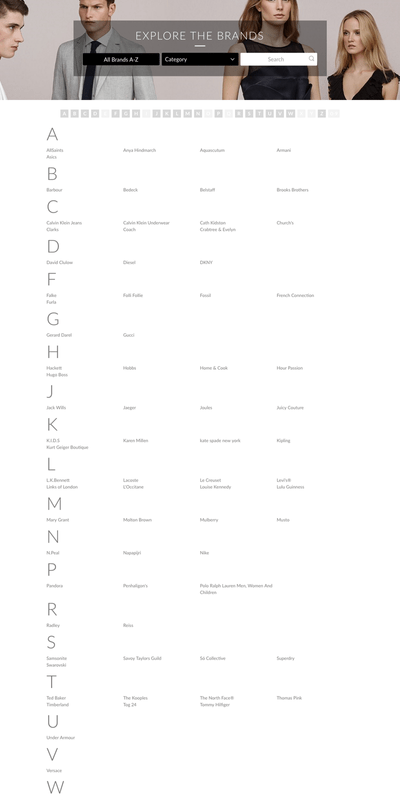 EXPLORE THE BRANDS
All Brands A-Z Category Search
A
AllSaints Anya Hindmarch Aquascutum Armani
Aspinal
B
Barbour Bodeck Belstaff Brooks Brothers
C
Calvin Klein Jeans Calvin Klein Underwear Cath Kidston Church's
Clarks Coach Crabtree & Evelyn
D
David Clulow Diesel DKNY
F
Folli Follie Fossil French Connection
Furla
G
Gerard Darel Gucci
H
Hackett Hobbs Home & Cook Hour Passion
Hugo Boss
J
Jack Wills Jaeger Joules Juicy Couture
K
K.I.D.S Karen Millen kate spade new york Kipling
Kurt Geiger Boutique
L
L.K.Bennett Lacoste Le Creuset Levi's®
Links of London L'Occitane Louise Kennedy Lulu Guinness
M
Mary Grant Molton Brown Mulberry Musto
N
N.Peal Napapijri Nike
P
Pandora Penhaligon's Polo Ralph Lauren Men, Women And
Children
R
Radley Reiss
S
Samsonite Savoy Taylors Guild Sé Collective Superdry
Swarovski
T
Ted Baker The Kooples The North Face® Thomas Pink
Timberland Tog 24 Tommy Hilfiger
U
Under Armour
V
Versace
W